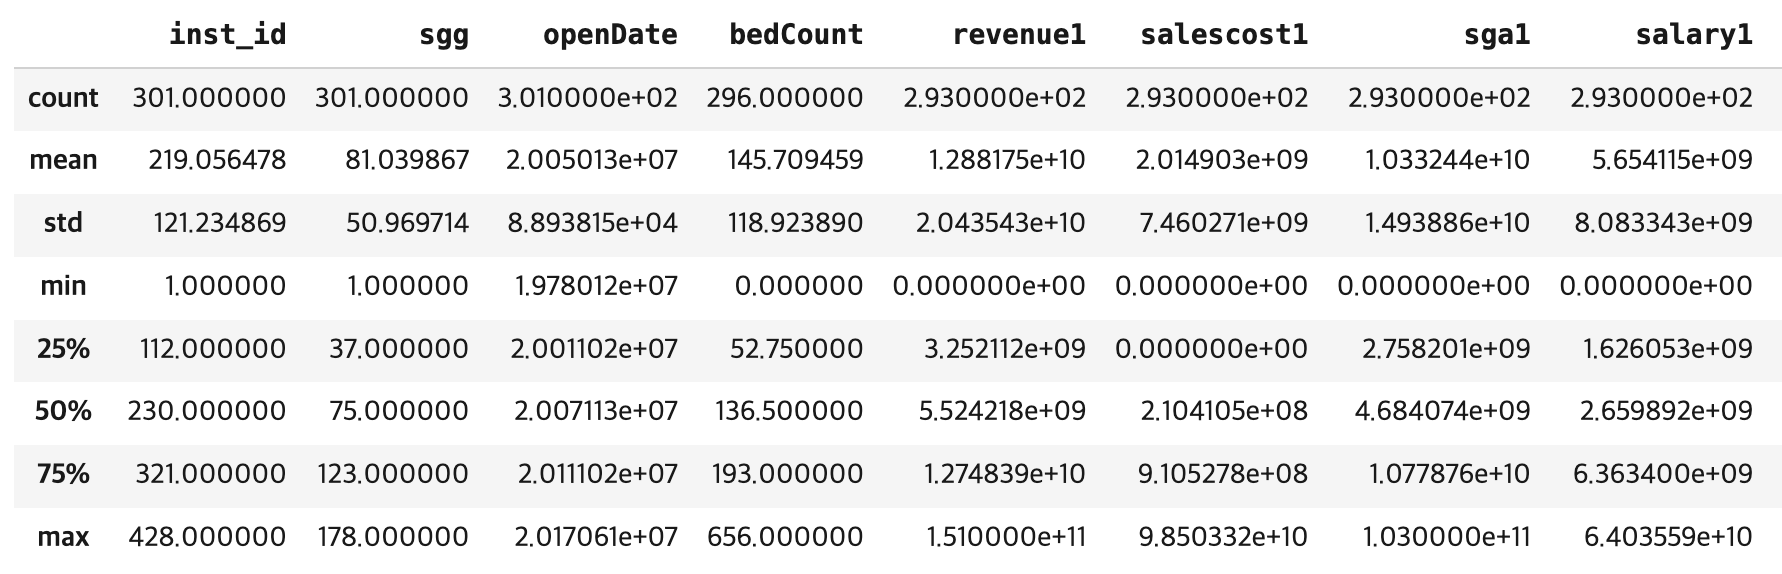 inst_id sgg openDate bedCount revenue1 salescost1 sga1 salary1
count 301.000000 301.000000 3.010000e+02 296.000000 2.930000e+02 2.930000e+02 2.930000e+02 2.930000e+02
mean 219.056478 81.039867 2.005013e+07 145.709459 1.288175e+10 2.014903e+09 1.033244e+10 5.654115e+09
std 121.234869 50.969714 8.893815e+04 118.923890 2.043543e+10 7.460271e+09 1.493886e+10 8.083343e+09
min 1.000000 1.000000 1.978012e+07 0.000000 0.000000e+00 0.000000e+00 0.000000e+00 0.000000e+00
25% 112.000000 37.000000 2.001102e+07 52.750000 3.252112e+09 0.000000e+00 2.758201e+09 1.626053e+09
50% 230.000000 75.000000 2.007113e+07 136.500000 5.524218e+09 2.104105e+08 4.684074e+09 2.659892e+09
75% 321.000000 123.000000 2.011102e+07 193.000000 1.274839e+10 9.105278e+08 1.077876e+10 6.363400e+09
max 428.000000 178.000000 2.017061e+07 656.000000 1.510000e+11 9.850332e+10 1.030000e+11 6.403559e+10